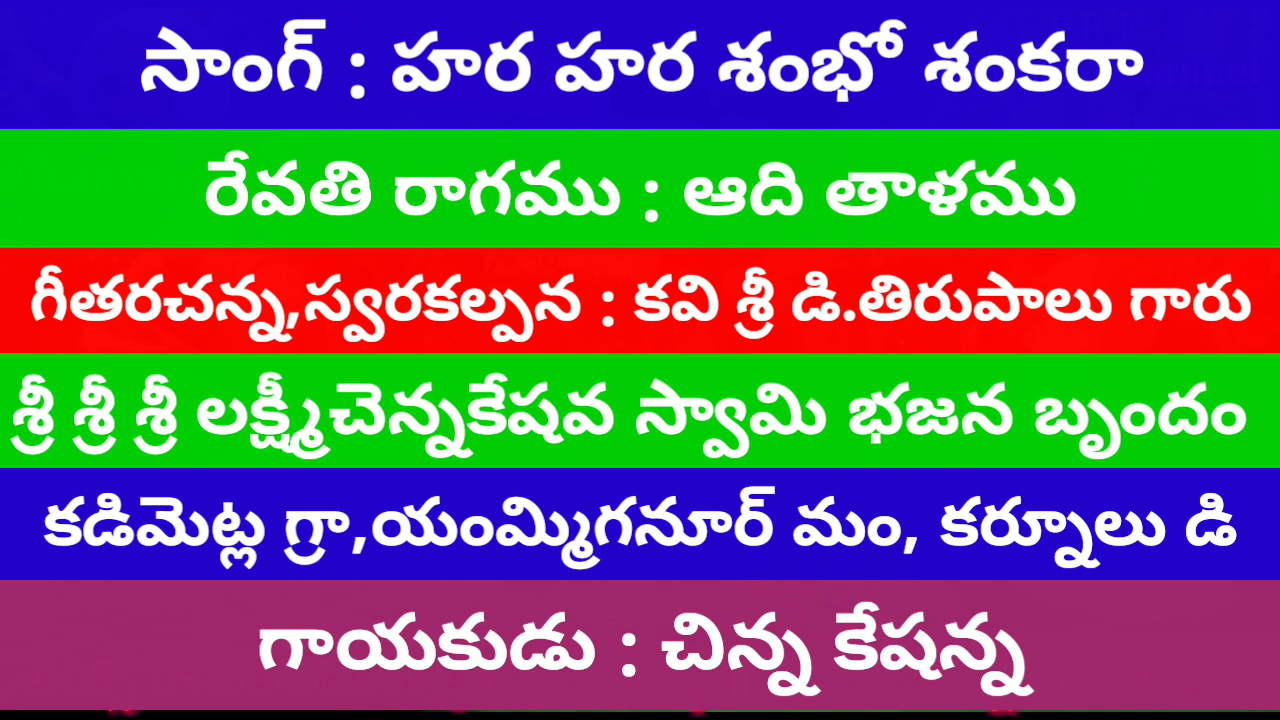 సాంగ్ : హర హర శంభో శంకరా
రేవతి రాగము : ఆది తాళము
గీతరచన్న,స్వరకల్పన : కవి శ్రీ డి.తిరుపాలు గారు
శ్రీ శ్రీ శ్రీ లక్ష్మీచెన్నకేషవ స్వామి భజన బృందం
కడిమెట్ల గ్రా,యంమ్మిగనూర్ మం, కర్నూలు డి
గాయకుడు : చిన్న కేషన్న